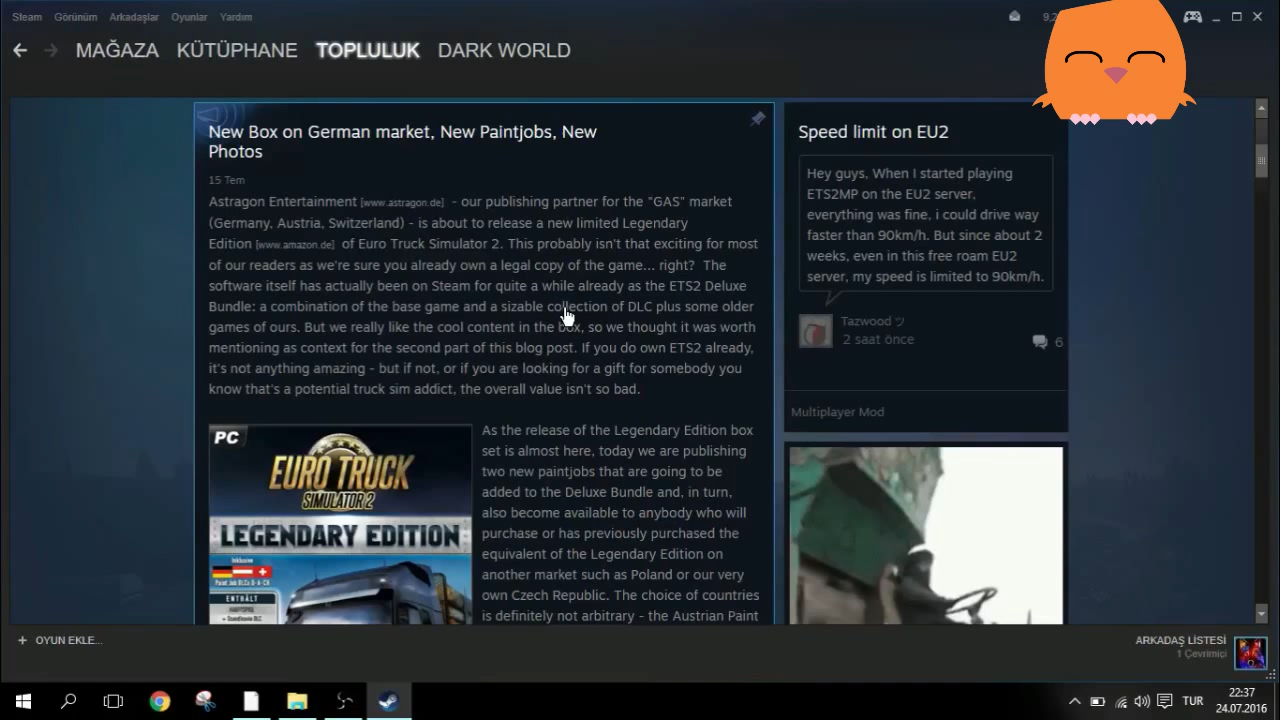 Steam Görünüm Arkadaşlar Oyunlar Yardım
MAĞAZA KÜTÜPHANE TOPLULUK DARK WORLD
New Box on German market, New Paintjobs, New
Photos
15 Tem
Astragon Entertainment [www.astragon.de] - our publishing partner for the "GAS" market
(Germany, Austria, Switzerland) - is about to release a new limited Legendary
Edition [www.amazon.de] of Euro Truck Simulator 2. This probably isn't that exciting for most
of our readers as we're sure you already own a legal copy of the game... right? The
software itself has actually been on Steam for quite a while already as the ETS2 Deluxe
Bundle: a combination of the base game and a sizable collection of DLC plus some older
games of ours. But we really like the cool content in the box, so we thought it was worth
mentioning as context for the second part of this blog post. If you do own ETS2 already,
it's not anything amazing - but if not, or if you are looking for a gift for somebody you
know that's a potential truck sim addict, the overall value isn't so bad.
PC
EURO TRUCK
SIMULATOR 2
LEGENDARY EDITION
Inklusive
ENTHÄLT
As the release of the Legendary Edition box
set is almost here, today we are publishing
two new paintjobs that are going to be
added to the Deluxe Bundle and, in turn,
also become available to anybody who will
purchase or has previously purchased the
equivalent of the Legendary Edition on
another market such as Poland or our very
own Czech Republic. The choice of countries
is definitely not arbitrary - the Austrian Paint
Speed limit on EU2
Hey guys, When I started playing
ETS2MP on the EU2 server,
everything was fine, i could drive way
faster than 90km/h. But since about 2
weeks, even in this free roam EU2
server, my speed is limited to 90km/h.
Tazwood ツ
2 saat önce
6
Multiplayer Mod
+ OYUN EKLE...
ARKADAŞ LİSTESİ
1 Çevrimiçi
TUR
22:37
24.07.2016